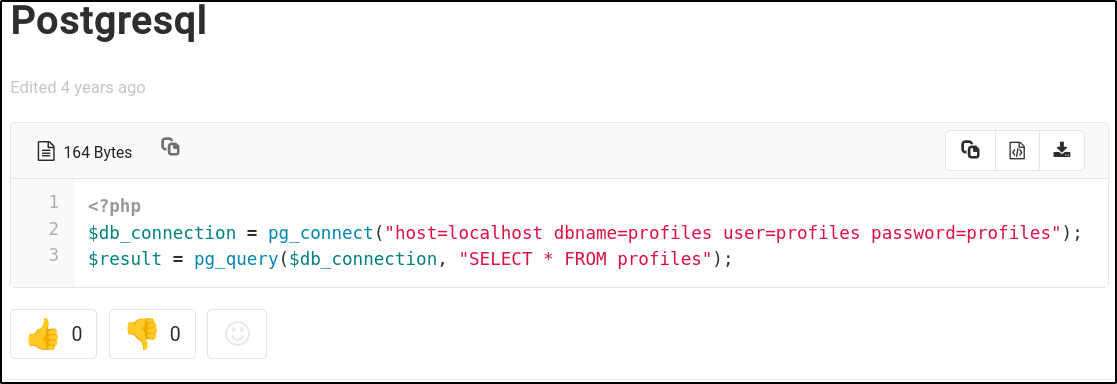 Postgresql
Edited 4 years ago
164 Bytes
1 <?php
2 $db_connection = pg_connect("host=localhost dbname=profiles user=profiles password=profiles");
3 $result = pg_query($db_connection, "SELECT * FROM profiles");
0 0